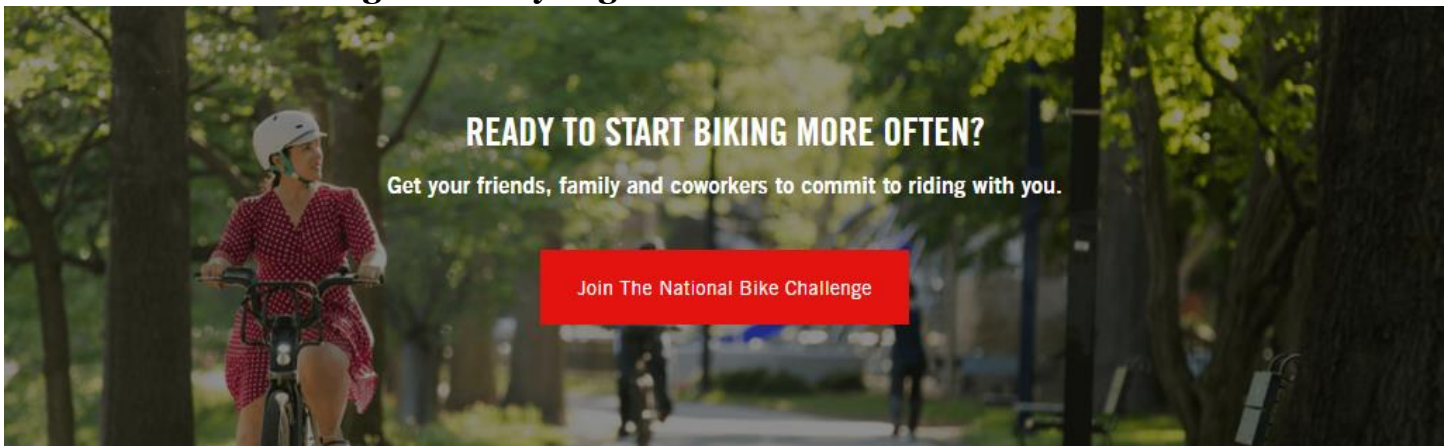 READY TO START BIKING MORE OFTEN?
Get your friends, family and coworkers to commit to riding with you.
Join The National Bike Challenge